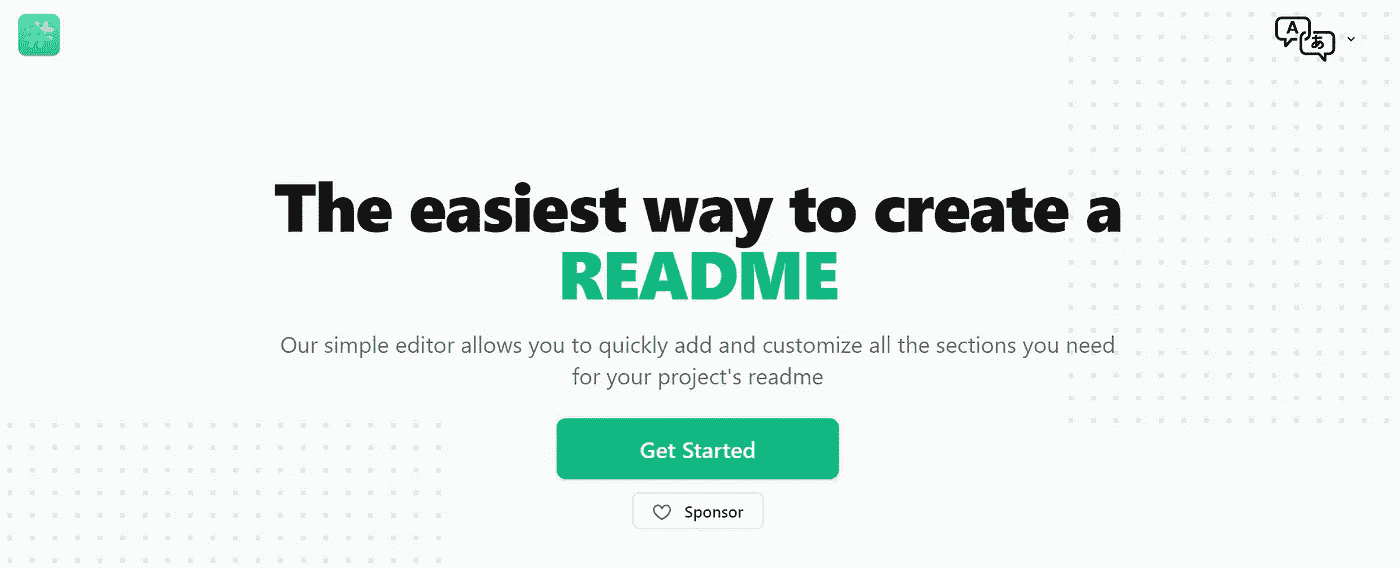 A あ
The easiest way to create a
README
Our simple editor allows you to quickly add and customize all the sections you need
for your project's readme
Get Started
Sponsor